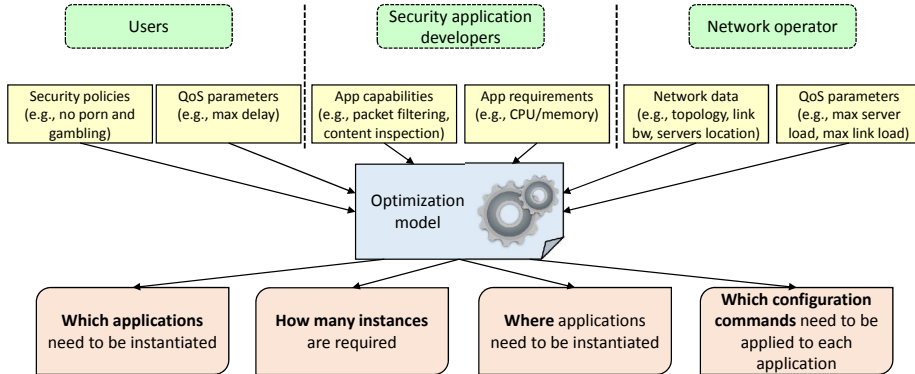 Users
Security application
developers
Network operator
Security policies
(e.g., no porn and
gambling)
QoS parameters
(e.g., max delay)
App capabilities
(e.g., packet filtering,
content inspection)
App requirements
(e.g., CPU/memory)
Network data
(e.g., topology, link
bw, servers location)
QoS parameters
(e.g., max server
load, max link load)
Optimization
model
Which applications
need to be instantiated
How many instances
are required
Where applications
need to be instantiated
Which configuration
commands need to be
applied to each
application